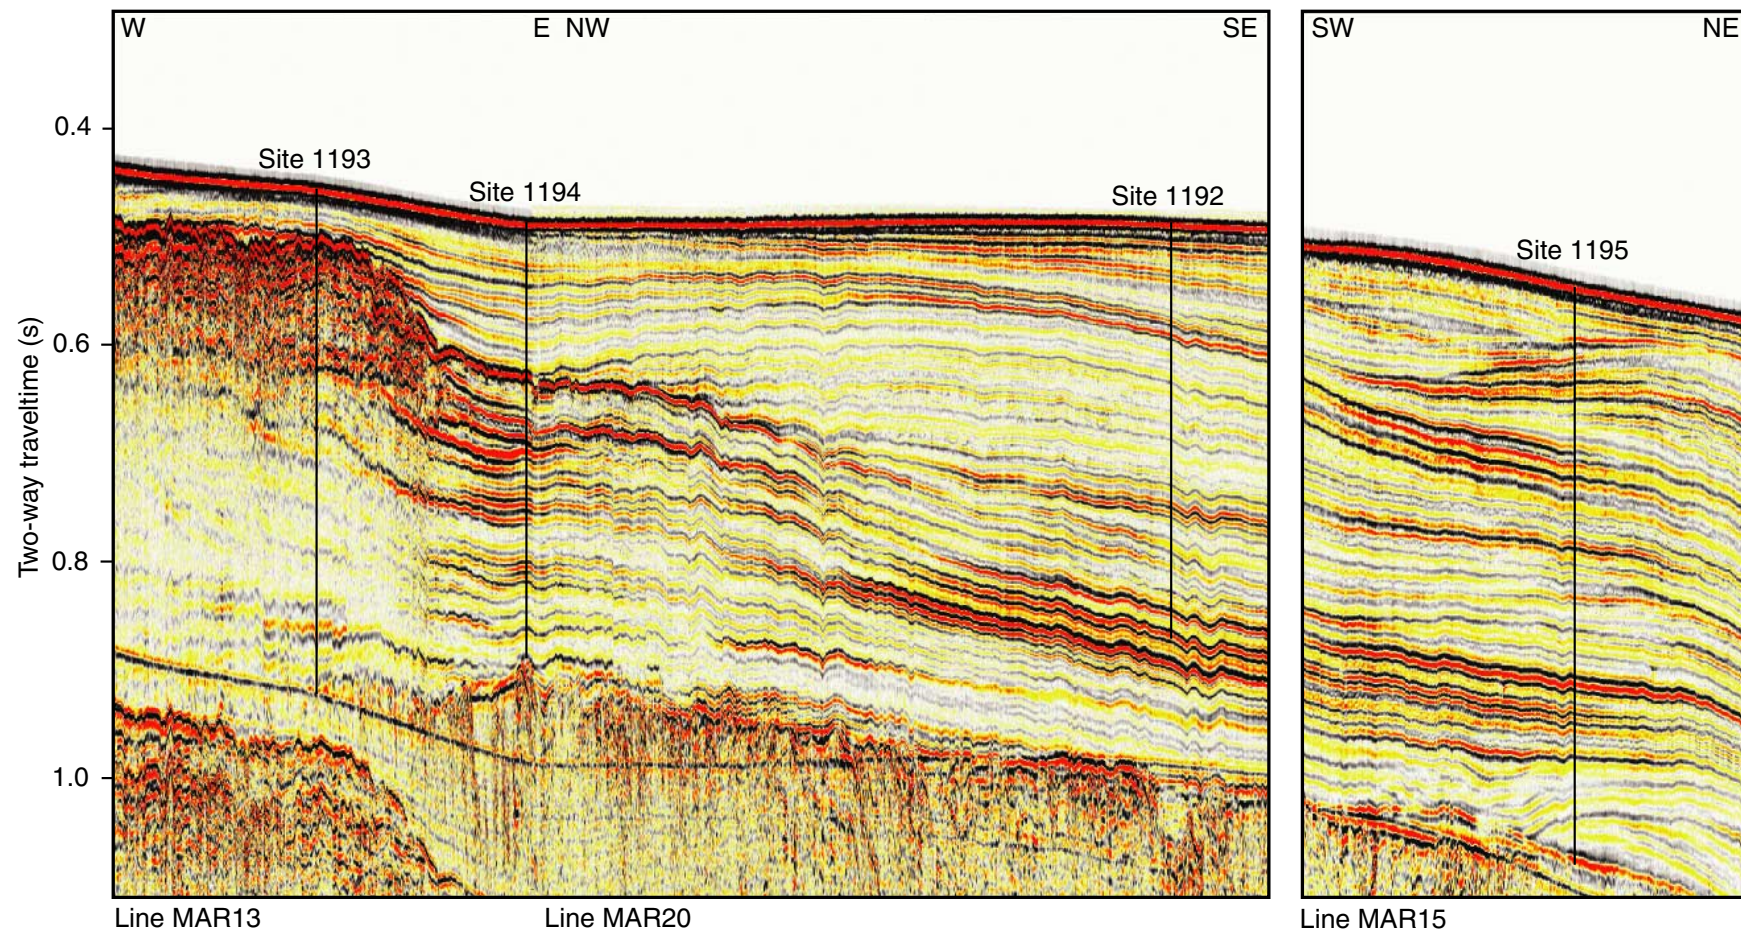 W
E NW
SE
SW
NE
0.4
Site 1193
Site 1194
Site 1192
Site 1195
0.6
Two-way traveltime (s)
0.8
1.0
Line MAR13
Line MAR20
Line MAR15